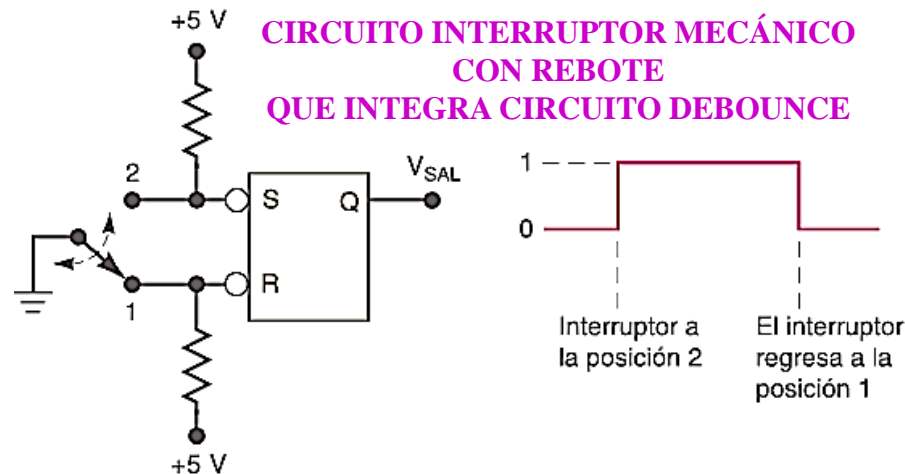 +5 V
CIRCUITO INTERRUPTOR MECÁNICO
CON REBOTE
QUE INTEGRA CIRCUITO DEBOUNCE
2
S
Q
V_SAL
R
1
+5 V
1
0
Interruptor a
la posición 2
El interruptor
regresa a la
posición 1